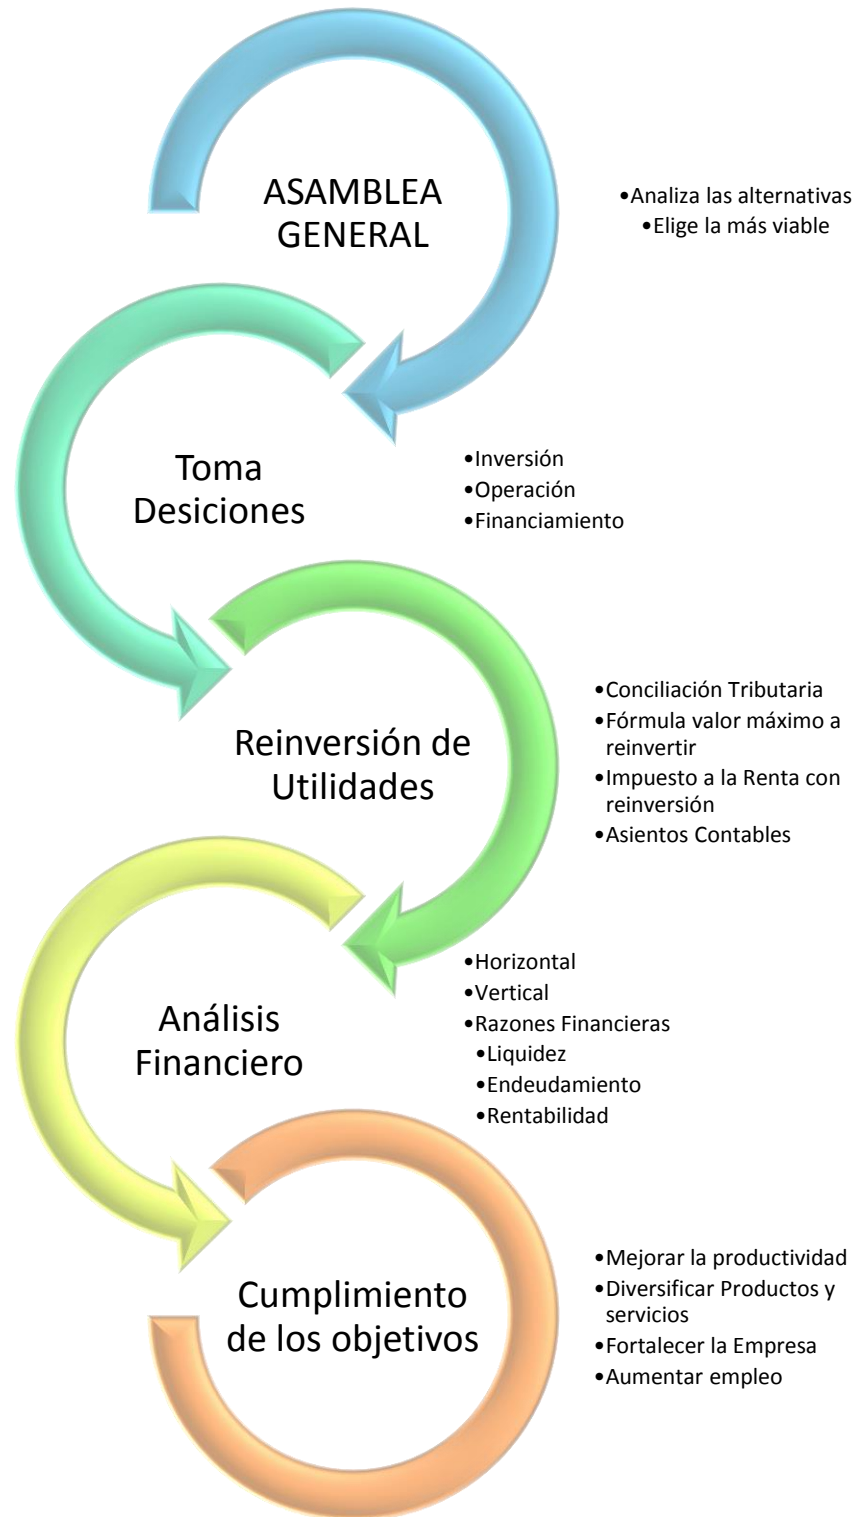 ASAMBLEA
GENERAL
•Analiza las alternativas
•Elige la más viable
Toma
Desiciones
•Inversión
•Operación
•Financiamiento
Reinversión de
Utilidades
•Conciliación Tributaria
•Fórmula valor máximo a
reinvertir
•Impuesto a la Renta con
reinversión
•Asientos Contables
Análisis
Financiero
•Horizontal
•Vertical
•Razones Financieras
•Liquidez
•Endeudamiento
•Rentabilidad
Cumplimiento
de los objetivos
•Mejorar la productividad
•Diversificar Productos y
servicios
•Fortalecer la Empresa
•Aumentar empleo